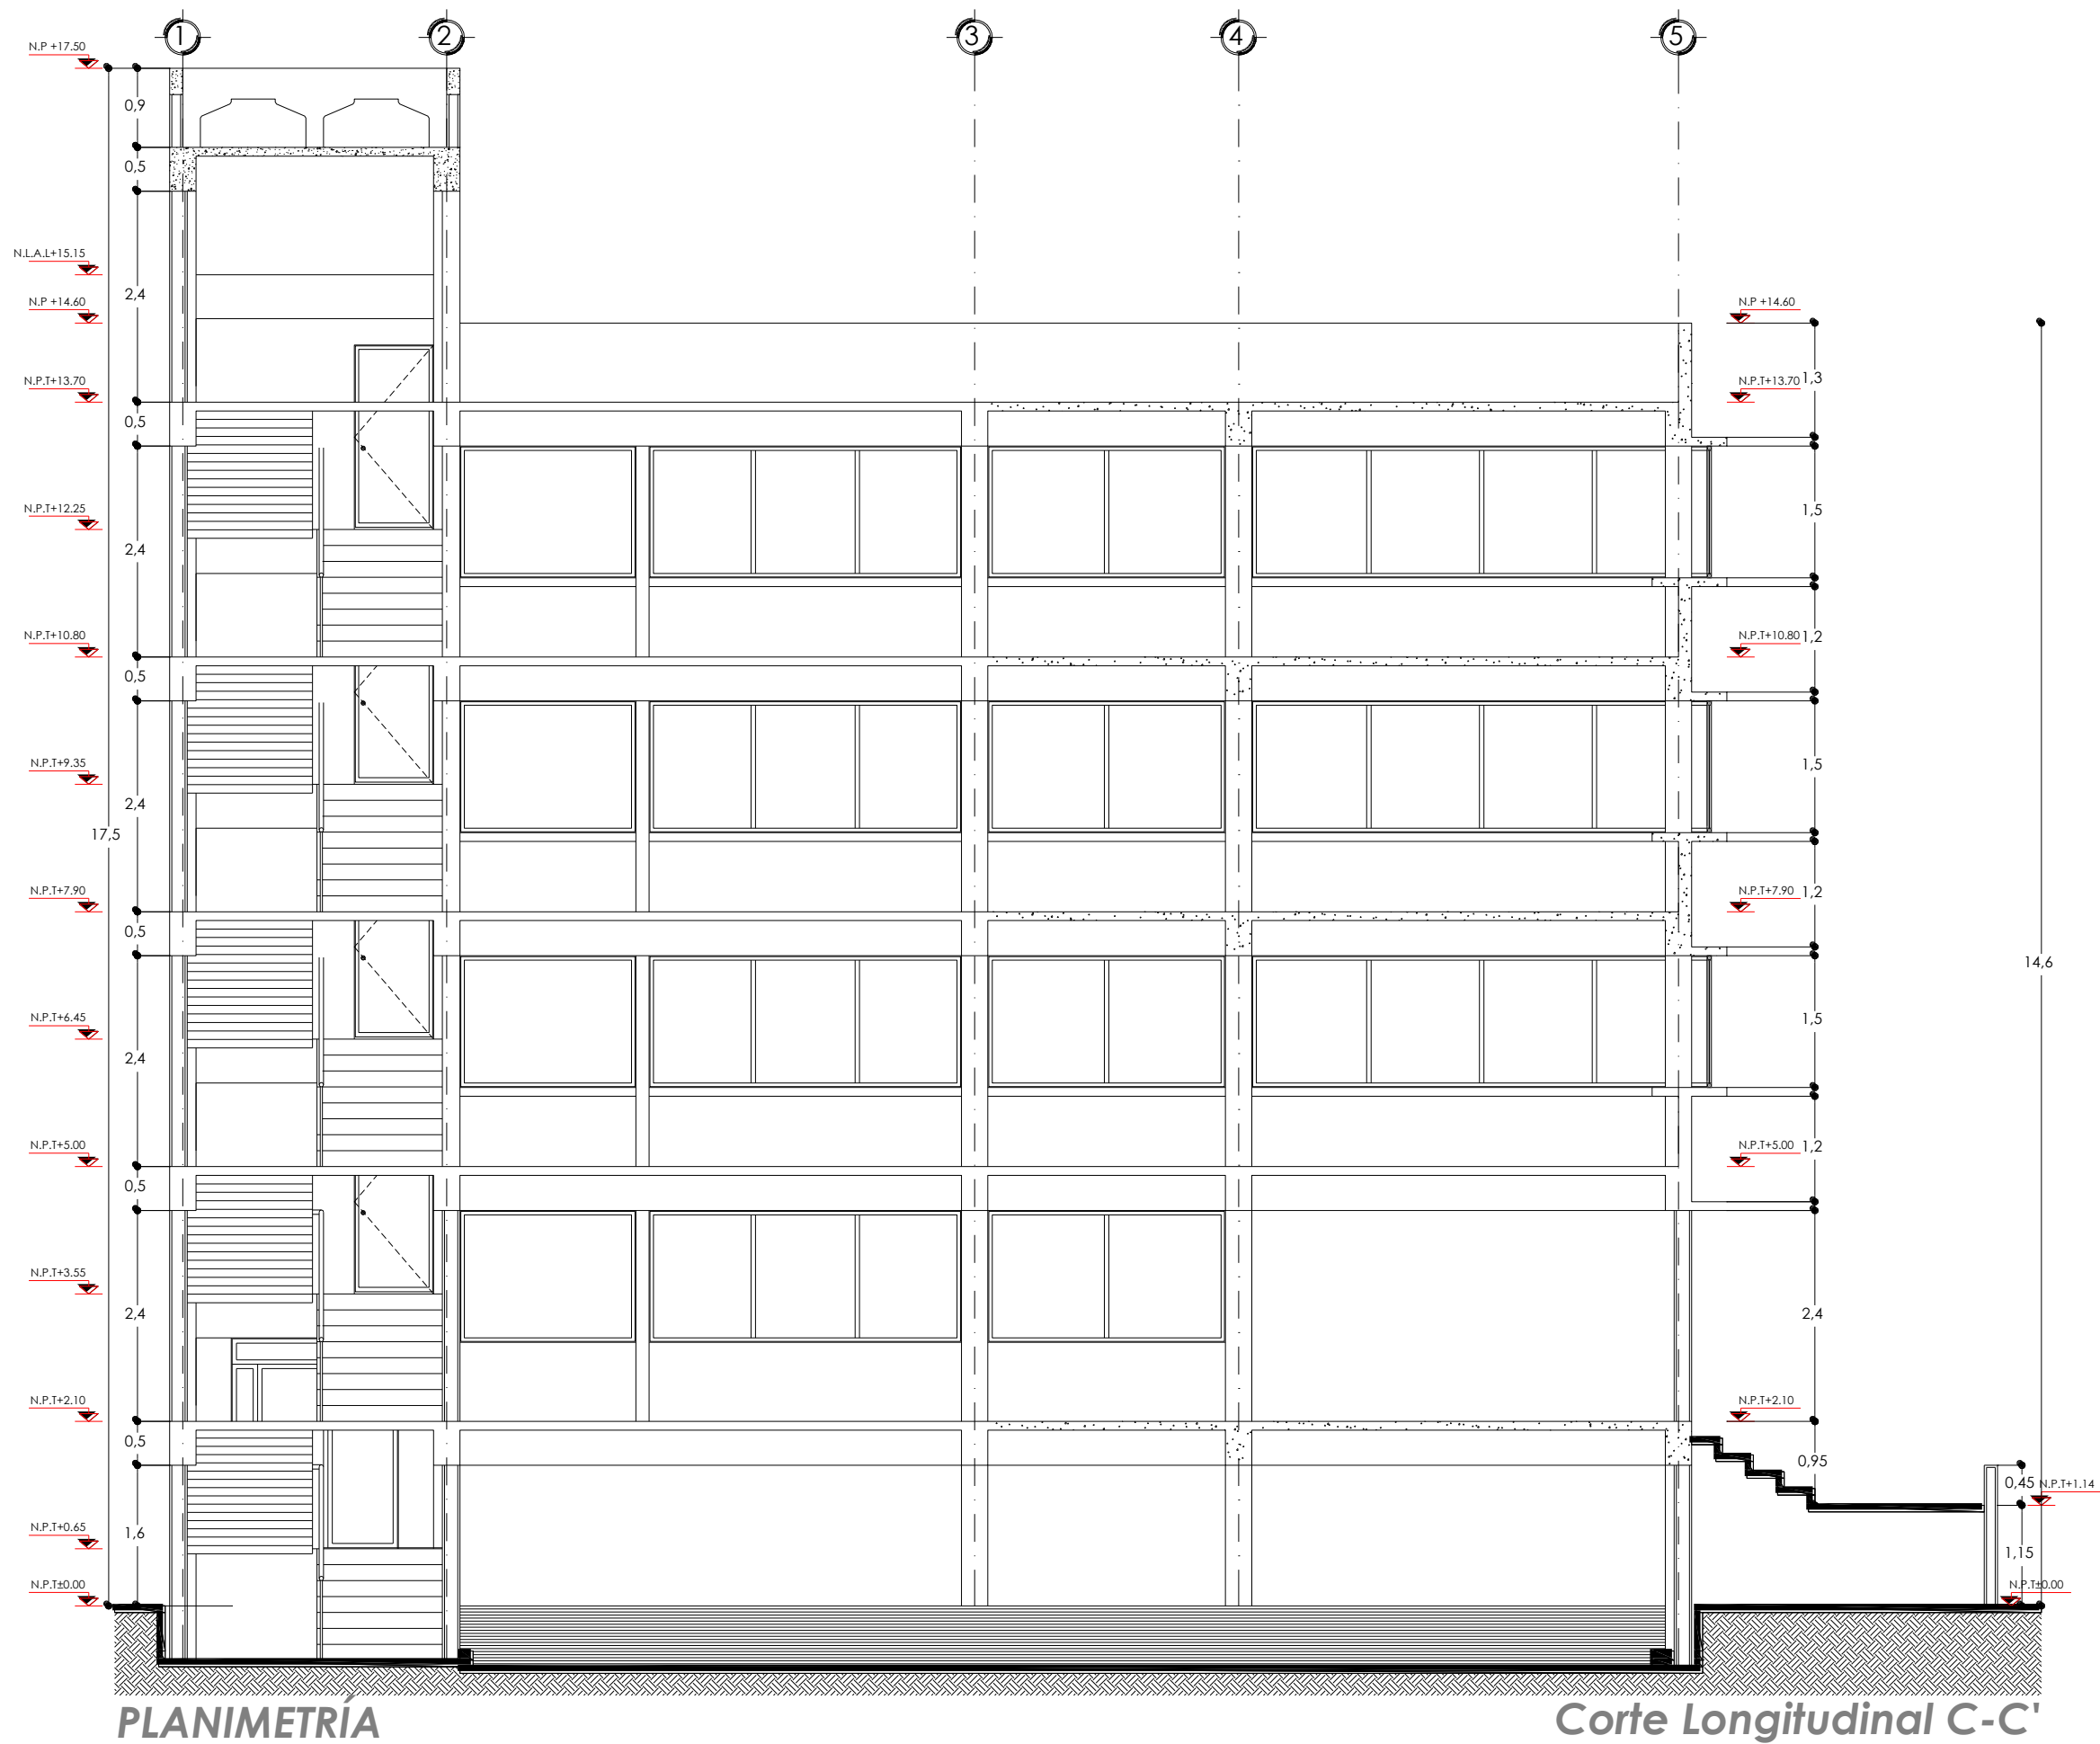 1 2 3 4 5
N.P +17.50
0,9
0,5
N.L.A.L+15.15
2,4
N.P +14.60
N.P +14.60
N.P.T+13.70
N.P.T+13.70 1,3
0,5
N.P.T+12.25
1,5
2,4
N.P.T+10.80
N.P.T+10.80 1,2
0,5
N.P.T+9.35
1,5
2,4
17,5
N.P.T+7.90
N.P.T+7.90 1,2
0,5
14,6
N.P.T+6.45
1,5
2,4
N.P.T+5.00
N.P.T+5.00 1,2
0,5
N.P.T+3.55
2,4
2,4
N.P.T+2.10
N.P.T+2.10
0,5
0,95
0,45 N.P.T+1.14
N.P.T+0.65
1,6
1,15
N.P.T±0.00
N.P.T±0.00
PLANIMETRÍA
Corte Longitudinal C-C'